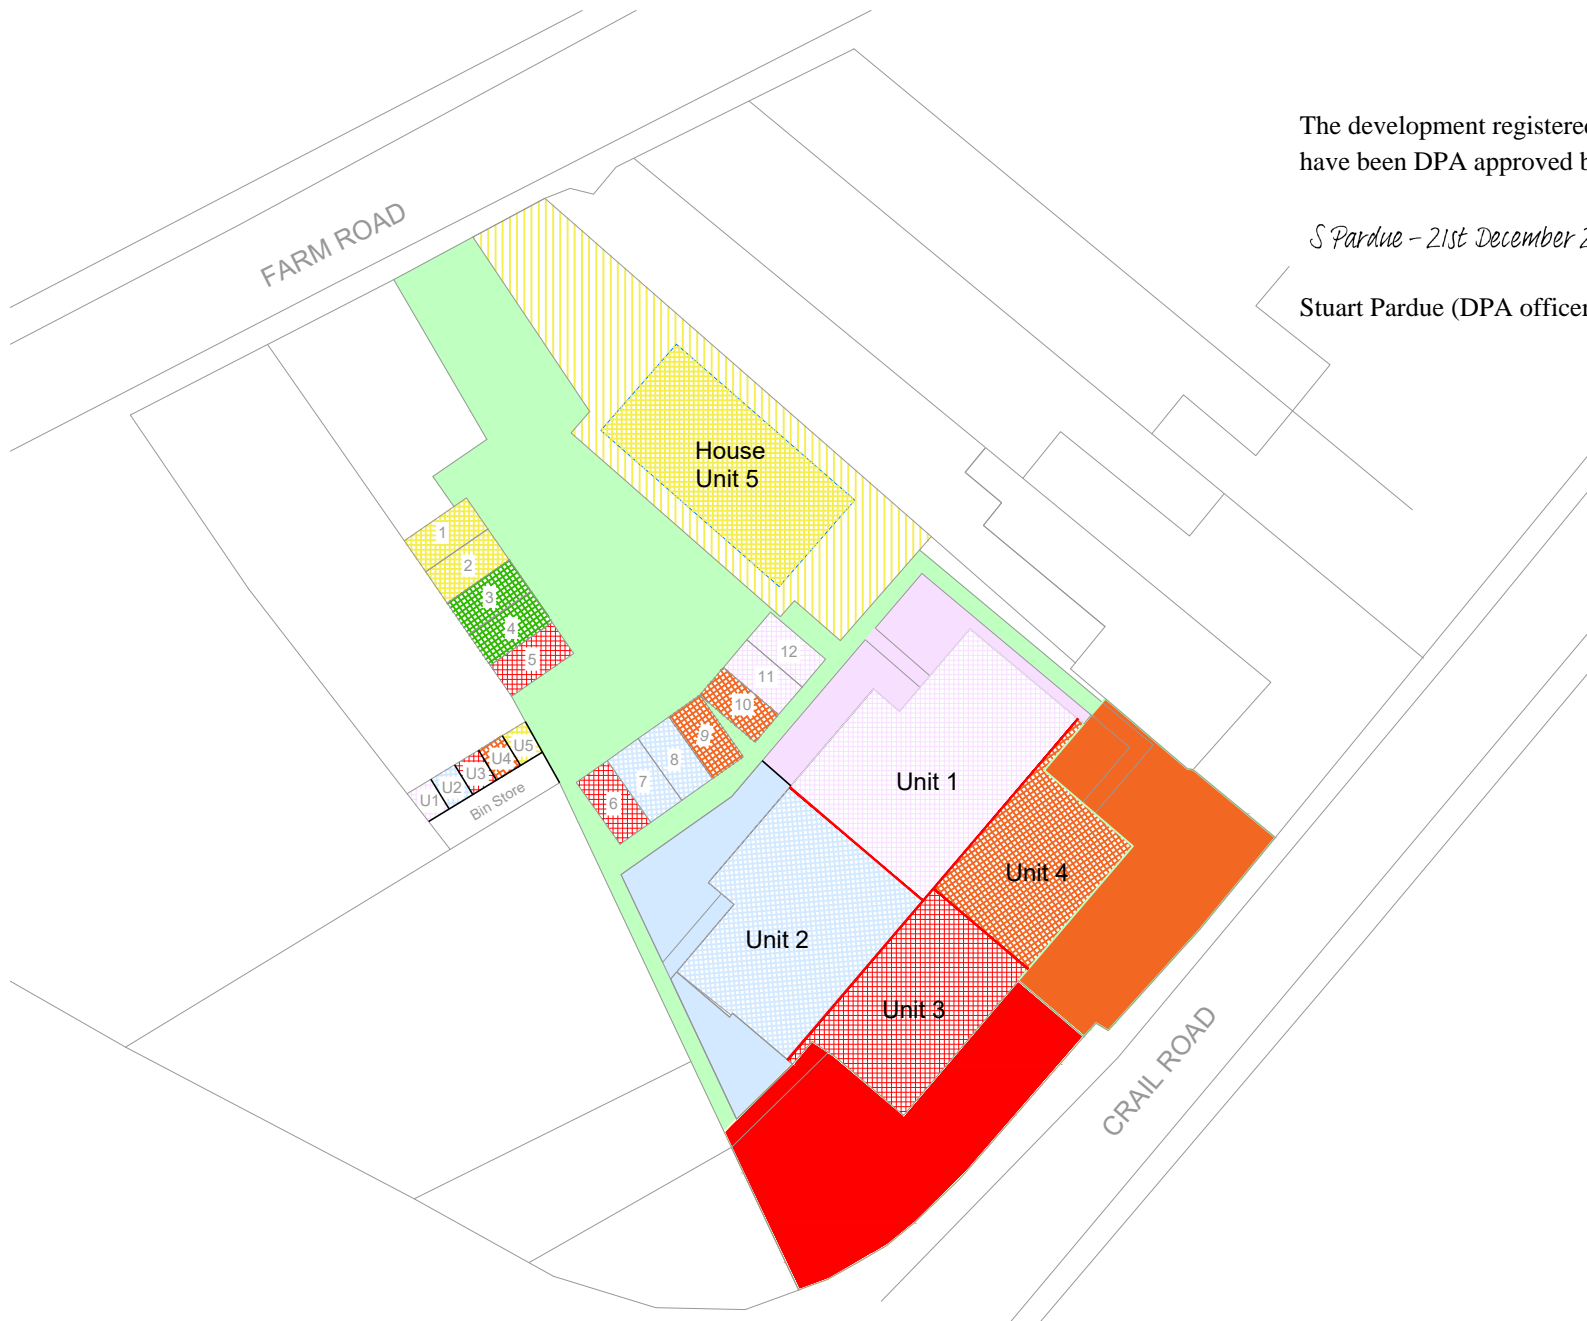 The development registered
have been DPA approved b
S Pardue - 21st December 2
Stuart Pardue (DPA officer
FARM ROAD
House
Unit 5
1
2
3
4
5
12
11
10
9
8
7
6
U5
U4
U3
U2
U1
Bin Store
Unit 1
Unit 4
Unit 2
Unit 3
CRAIL ROAD